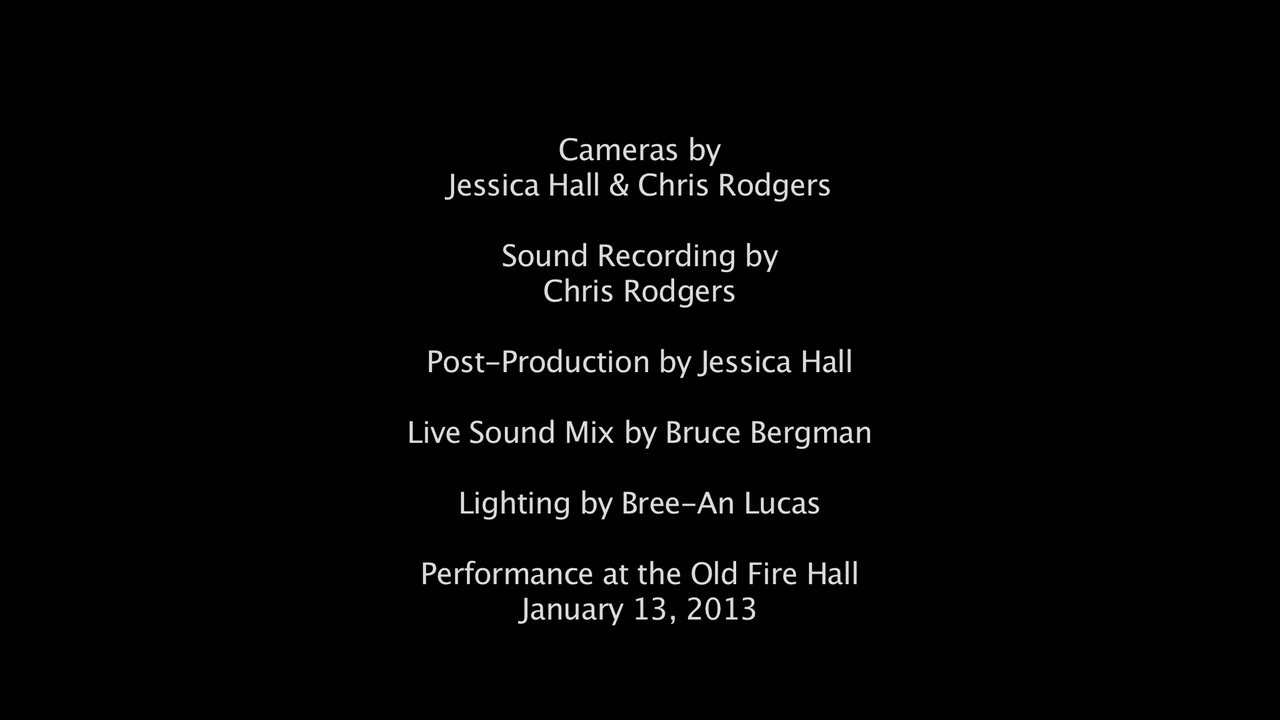 Cameras by
Jessica Hall & Chris Rodgers
Sound Recording by
Chris Rodgers
Post-Production by Jessica Hall
Live Sound Mix by Bruce Bergman
Lighting by Bree-An Lucas
Performance at the Old Fire Hall
January 13, 2013